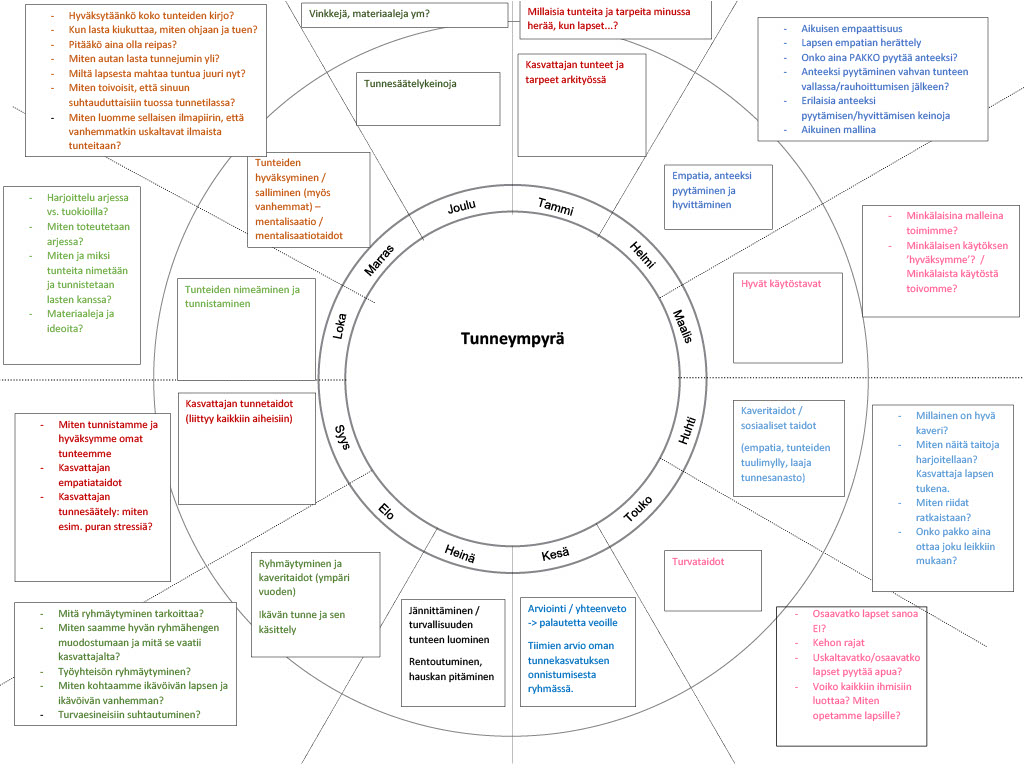 - Hyväksytäänkö koko tunteiden kirjo?
- Kun lasta kiukuttaa, miten ohjaan ja tuen?
- Pitääkö aina olla reipas?
- Miten autan lasta tunnejumin yli?
- Miltä lapsesta mahtaa tuntua juuri nyt?
- Miten toivoisit, että sinuun
suhtauduttaisiin tuossa tunnetilassa?
- Miten luomme sellaisen ilmapiirin, että
vanhemmatkin uskaltavat ilmaista
tunteitaan?
Vinkkejä, materiaaleja ym?
Millaisia tunteita ja tarpeita minussa
herää, kun lapset...?
- Aikuisen empaattisuus
- Lapsen empatian herättely
- Onko aina PAKKO pyytää anteeksi?
- Anteeksi pyytäminen vahvan tunteen
vallassa/rauhoittumisen jälkeen?
- Erilaisia anteeksi
pyytämisen/hyvittämisen keinoja
- Aikuinen mallina
Tunnesäätelykeinoja
Kasvattajan tunteet ja
tarpeet arkityössä
Tunteiden
hyväksyminen /
salliminen (myös
vanhemmat) –
mentalisaatio /
mentalisaatiotaidot
Empatia, anteeksi
pyytäminen ja
hyvittäminen
- Harjoittelu arjessa
vs. tuokioilla?
- Miten toteutetaan
arjessa?
- Miten ja miksi
tunteita nimetään
ja tunnistetaan
lasten kanssa?
- Materiaaleja ja
ideoita?
- Minkälaisina malleina
toimimme?
- Minkälaisen käytöksen
’hyväksymme’? /
Minkälaista käytöstä
toivomme?
Tunteiden nimeäminen ja
tunnistaminen
Hyvät käytöstavat
Joulu
Tammi
Marras
Helmi
Loka
Maalis
Tunneympyrä
Syys
Huhti
Elo
Touko
Heinä
Kesä
Kasvattajan tunnetaidot
(liittyy kaikkiin aiheisiin)
Kaveritaidot /
sosiaaliset taidot
(empatia, tunteiden
tuulimylly, laaja
tunnesanasto)
- Miten tunnistamme ja
hyväksymme omat
tunteemme
- Kasvattajan
empatiataidot
- Kasvattajan
tunnesäätely: miten
esim. puran stressiä?
- Millainen on hyvä
kaveri?
- Miten näitä taitoja
harjoitellaan?
Kasvattaja lapsen
tukena.
- Miten riidat
ratkaistaan?
- Onko pakko aina
ottaa joku leikkiin
mukaan?
Ryhmäytyminen ja
kaveritaidot (ympäri
vuoden)
Ikävän tunne ja sen
käsittely
Turvataidot
- Mitä ryhmäytyminen tarkoittaa?
- Miten saamme hyvän ryhmähengen
muodostumaan ja mitä se vaatii
kasvattajalta?
- Työyhteisön ryhmäytyminen?
- Miten kohtaamme ikävöivän lapsen ja
ikävöivän vanhemman?
- Turvaesineisiin suhtautuminen?
Jännittäminen /
turvallisuuden
tunteen luominen
Rentoutuminen,
hauskan pitäminen
Arviointi / yhteenveto
-> palautetta veoille
Tiimien arvio oman
tunnekasvatuksen
onnistumisesta
ryhmässä.
- Osaavatko lapset sanoa
EI?
- Kehon rajat
- Uskaltavatko/osaavatko
lapset pyytää apua?
- Voiko kaikkiin ihmisiin
luottaa? Miten
opetamme lapsille?